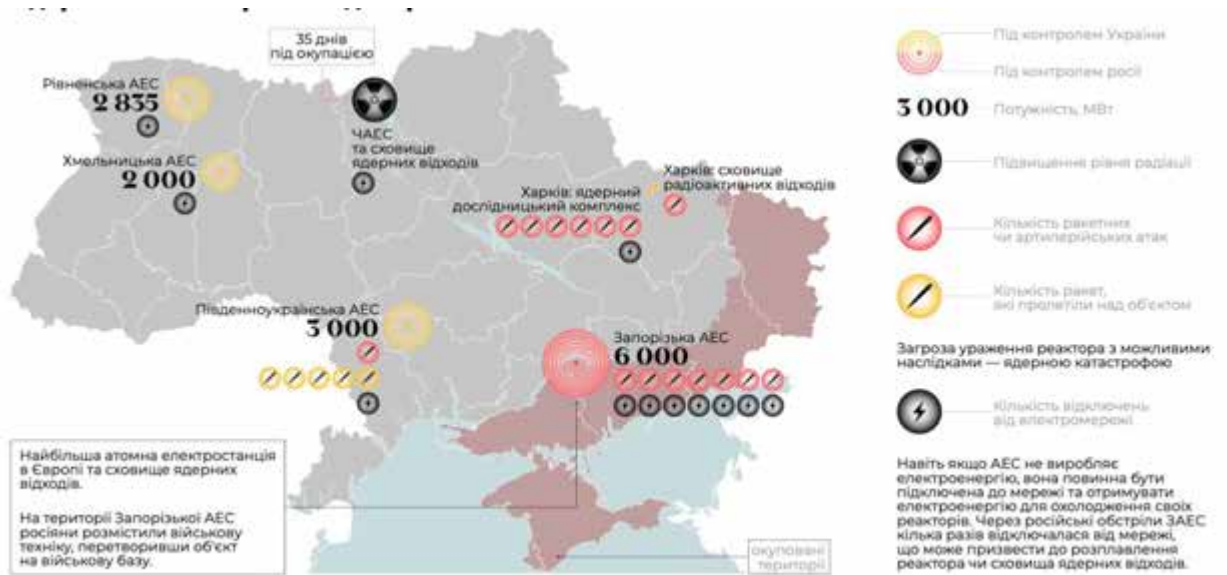 35 днів
під окупацією
Рівненська АЕС
2 835
Хмельницька АЕС
2 000
ЧАЕС
та сховище
ядерних відходів
Харків: ядерний
дослідницький комплекс
Харків: сховище
радіоактивних відходів
Південноукраїнська АЕС
3 000
Запорізька АЕС
6 000
Найбільша атомна електростанція
в Європі та сховище ядерних
відходів.
На території Запорізької АЕС
росіяни розмістили військову
техніку, перетворивши об'єкт
на військову базу.
окуповані
території
Під контролем України
Під контролем росії
3 000 Потужність, МВт
Підвищення рівня радіації
Кількість ракетних
чи артилерійських атак
Кількість ракет,
які пролетіли над об'єктом
Загроза ураження реактора з можливими
наслідками — ядерною катастрофою
Кількість відключень
від електромережі
Навіть якщо АЕС не виробляє
електроенергію, вона повинна бути
підключена до мережі та отримувати
електроенергію для охолодження своїх
реакторів. Через російські обстріли ЗАЕС
кілька разів відключалася від мережі,
що може призвести до розплавлення
реактора чи сховища ядерних відходів.